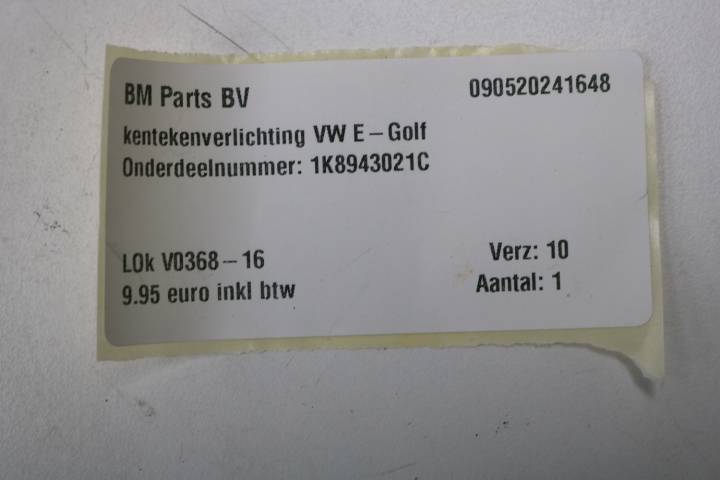 BM Parts BV 090520241648
kentekenverlichting VW E-Golf
Onderdeelnummer: 1K8943021C
LOk V0368-16 Verz: 10
9.95 euro inkl btw Aantal: 1